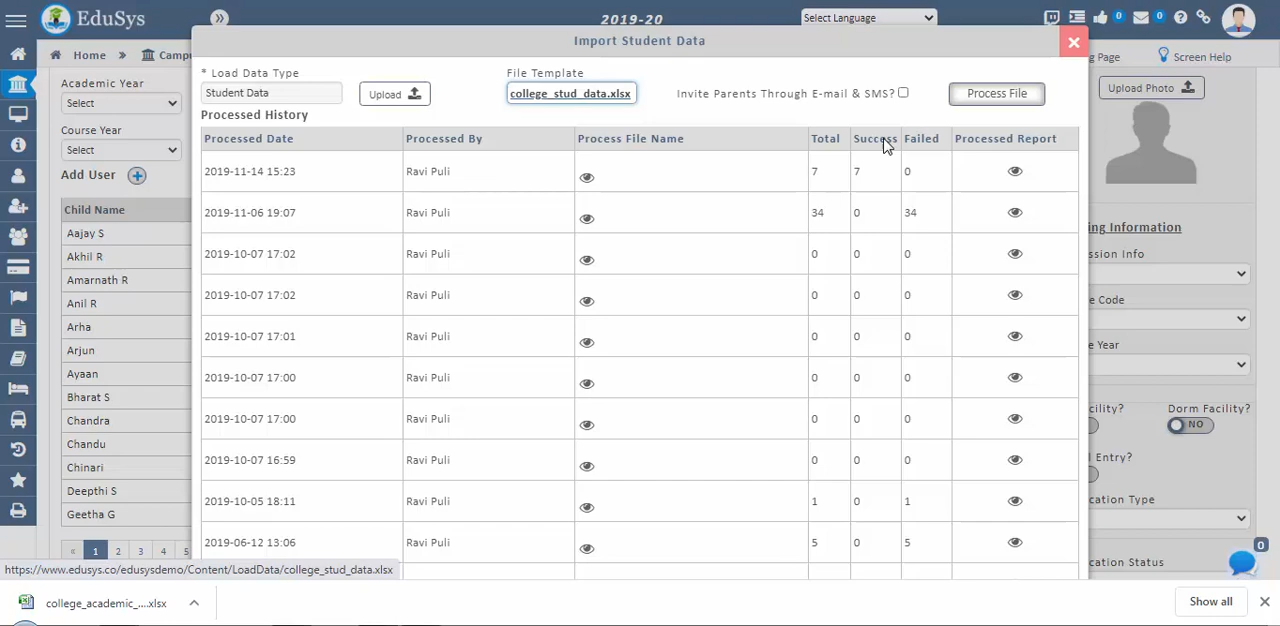 EduSys
2019-20
Select Language
0
0
Home
Campu
ng Page
Screen Help
Import Student Data
Academic Year
Select
Course Year
Select
Add User
Child Name
Aajay S
Akhil R
Amarnath R
Anil R
Arha
Arjun
Ayaan
Bharat S
Chandra
Chandu
Chinari
Deepthi S
Geetha G
« 1 2 3 4 5
* Load Data Type
Student Data
Upload
File Template
college_stud_data.xlsx
Invite Parents Through E-mail & SMS?
Process File
Processed History
Processed Date Processed By Process File Name Total Success Failed Processed Report
2019-11-14 15:23 Ravi Puli 7 7 0
2019-11-06 19:07 Ravi Puli 34 0 34
2019-10-07 17:02 Ravi Puli 0 0 0
2019-10-07 17:02 Ravi Puli 0 0 0
2019-10-07 17:01 Ravi Puli 0 0 0
2019-10-07 17:00 Ravi Puli 0 0 0
2019-10-07 17:00 Ravi Puli 0 0 0
2019-10-07 16:59 Ravi Puli 0 0 0
2019-10-05 18:11 Ravi Puli 1 0 1
2019-06-12 13:06 Ravi Puli 5 0 5
Upload Photo
ng Information
ssion Info
e Code
e Year
cility?
Dorm Facility?
NO
l Entry?
cation Type
cation Status
0
https://www.edusys.co/edusysdemo/Content/LoadData/college_stud_data.xlsx
college_academic_....xlsx
Show all